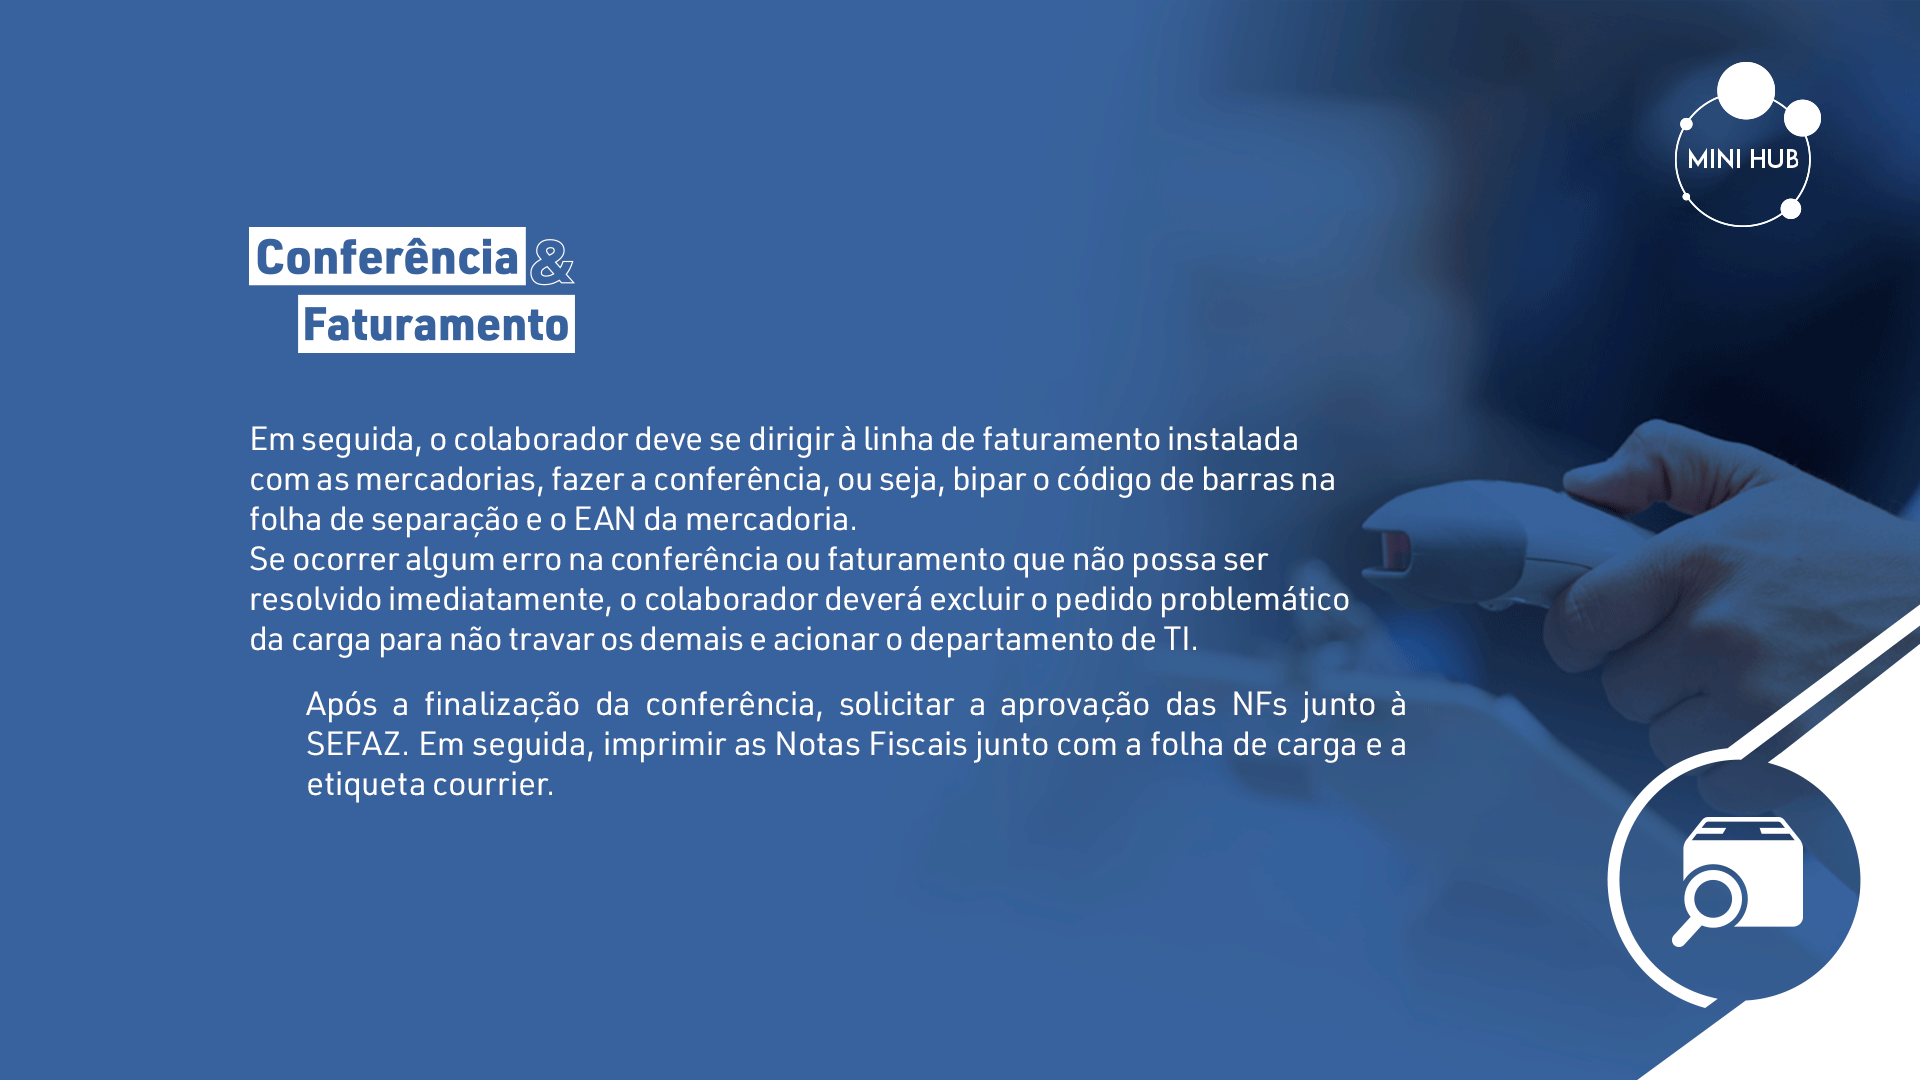 MINI HUB
Conferência &
Faturamento
Em seguida, o colaborador deve se dirigir à linha de faturamento instalada
com as mercadorias, fazer a conferência, ou seja, bipar o código de barras na
folha de separação e o EAN da mercadoria.
Se ocorrer algum erro na conferência ou faturamento que não possa ser
resolvido imediatamente, o colaborador deverá excluir o pedido problemático
da carga para não travar os demais e acionar o departamento de TI.
Após a finalização da conferência, solicitar a aprovação das NFs junto à
SEFAZ. Em seguida, imprimir as Notas Fiscais junto com a folha de carga e a
etiqueta courrier.